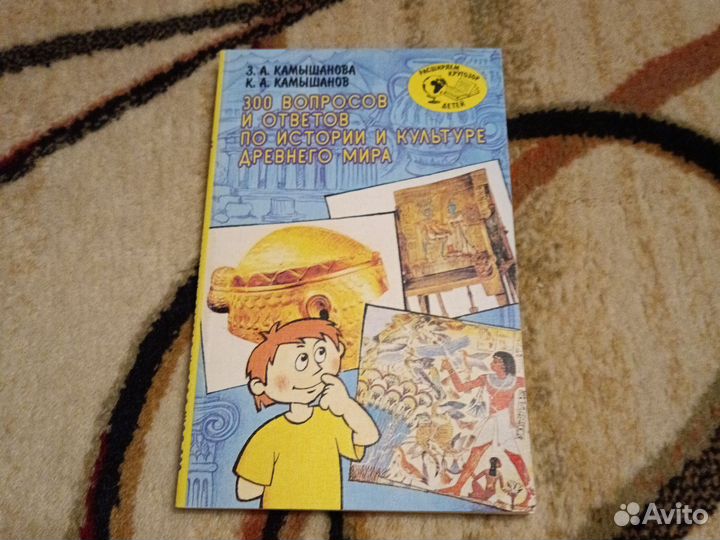 З. А. КАМЫШАНОВА
К. А. КАМЫШАНОВ
300 ВОПРОСОВ
И ОТВЕТОВ
ПО ИСТОРИИ И КУЛЬТУРЕ
ДРЕВНЕГО МИРА
РАСШИРЯЕМ
КРУГОЗОР
ДЕТЕЙ
Avito